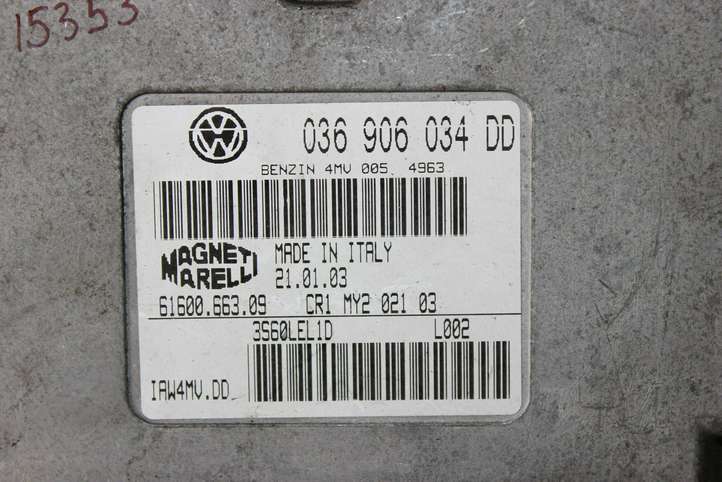 15353
036 906 034 DD
BENZIN 4MV 005 4963
MAGNETI MARELLI
MADE IN ITALY
21.01.03
61600.663.09 CR1 MY2 021 03
3S60LEL1D L002
IAW4MV.DD